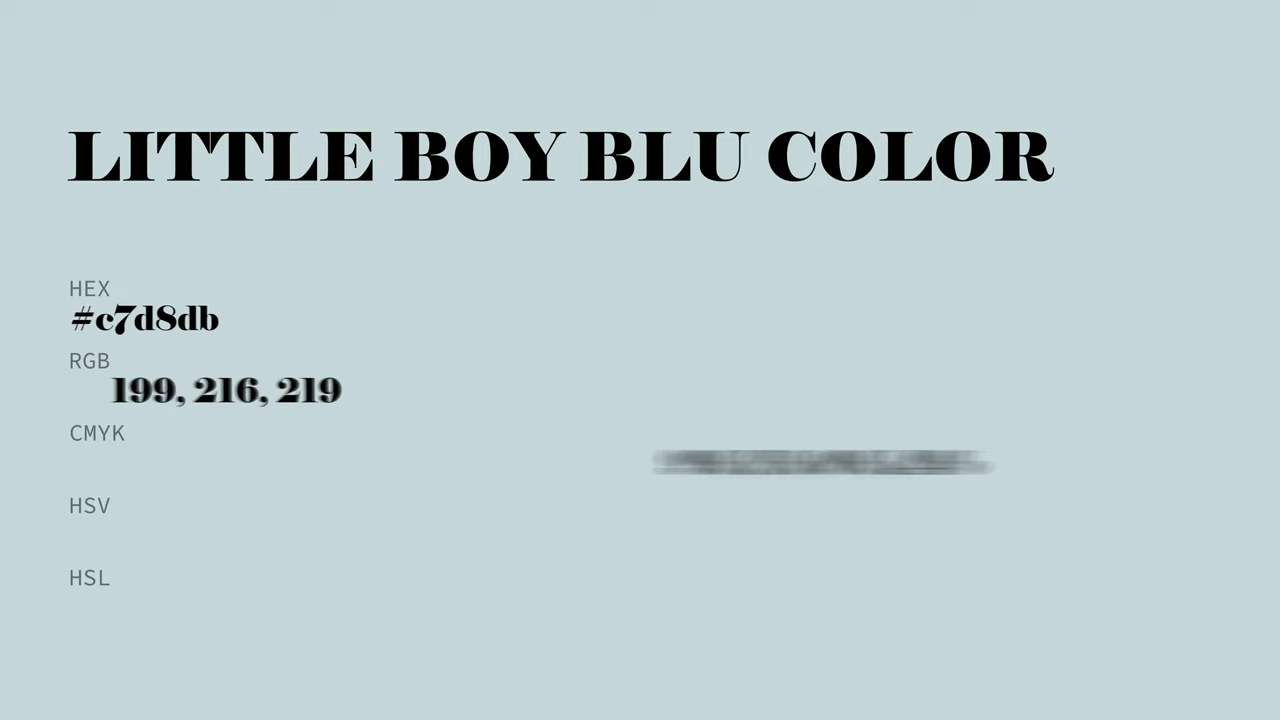 LITTLE BOY BLU COLOR
HEX
#c7d8db
RGB
199, 216, 219
CMYK
HSV
HSL